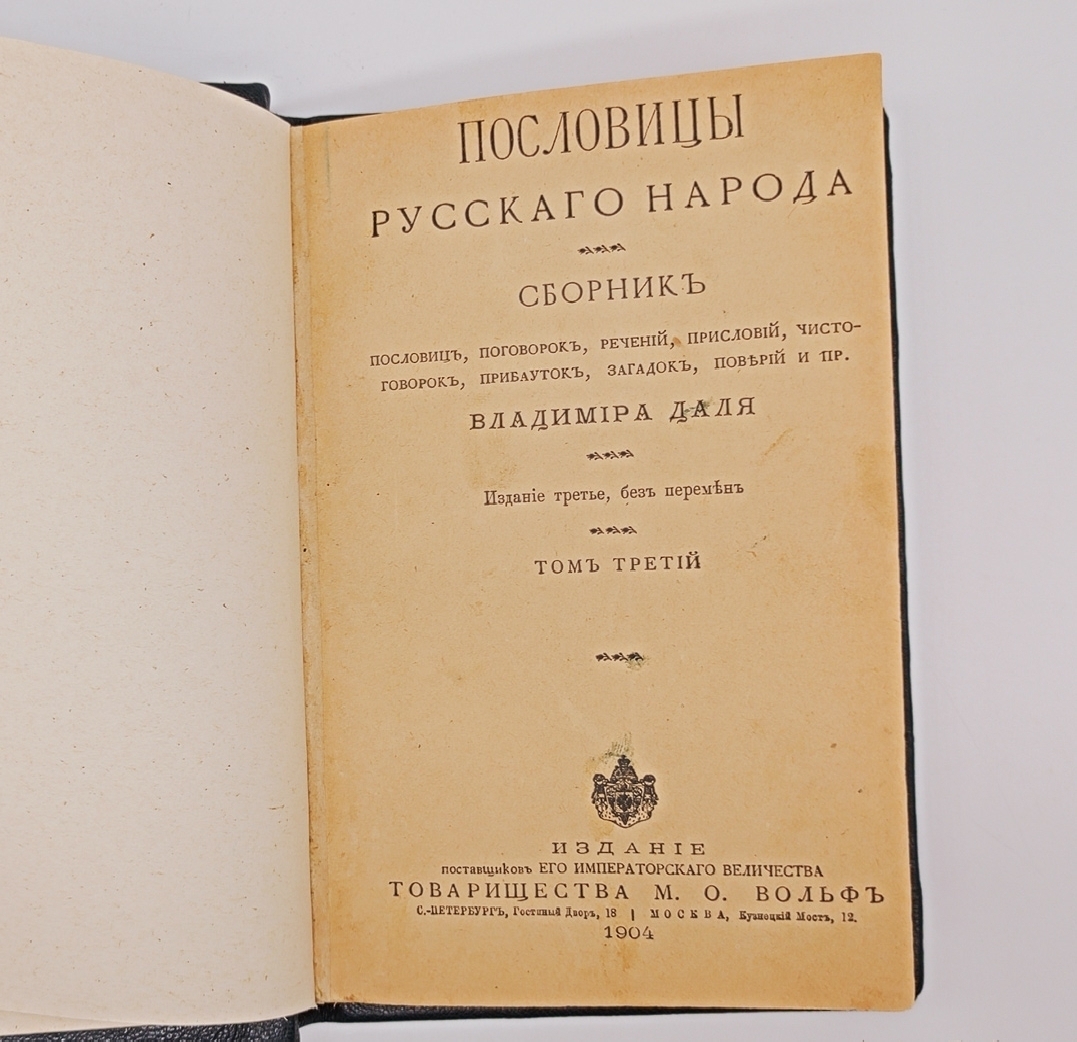 ПОСЛОВИЦЫ
РУССКАГО НАРОДА
СБОРНИКЪ
ПОСЛОВИЦЪ, ПОГОВОРОКЪ, РЕЧЕНІЙ, ПРИСЛОВІЙ, ЧИСТО-
ГОВОРОКЪ, ПРИБАУТОКЪ, ЗАГАДОКЪ, ПОВѢРІЙ И ПР.
ВЛАДИМІРА ДАЛЯ
Изданіе третье, безъ перемѣнъ
ТОМЪ ТРЕТІЙ
ИЗДАНІЕ
поставщиковъ ЕГО ИМПЕРАТОРСКАГО ВЕЛИЧЕСТВА
ТОВАРИЩЕСТВА М. О. ВОЛЬФЪ
С.-ПЕТЕРБУРГЪ, Гостиный Дворъ, 18 | МОСКВА, Кузнецкій Мостъ, 12.
1904